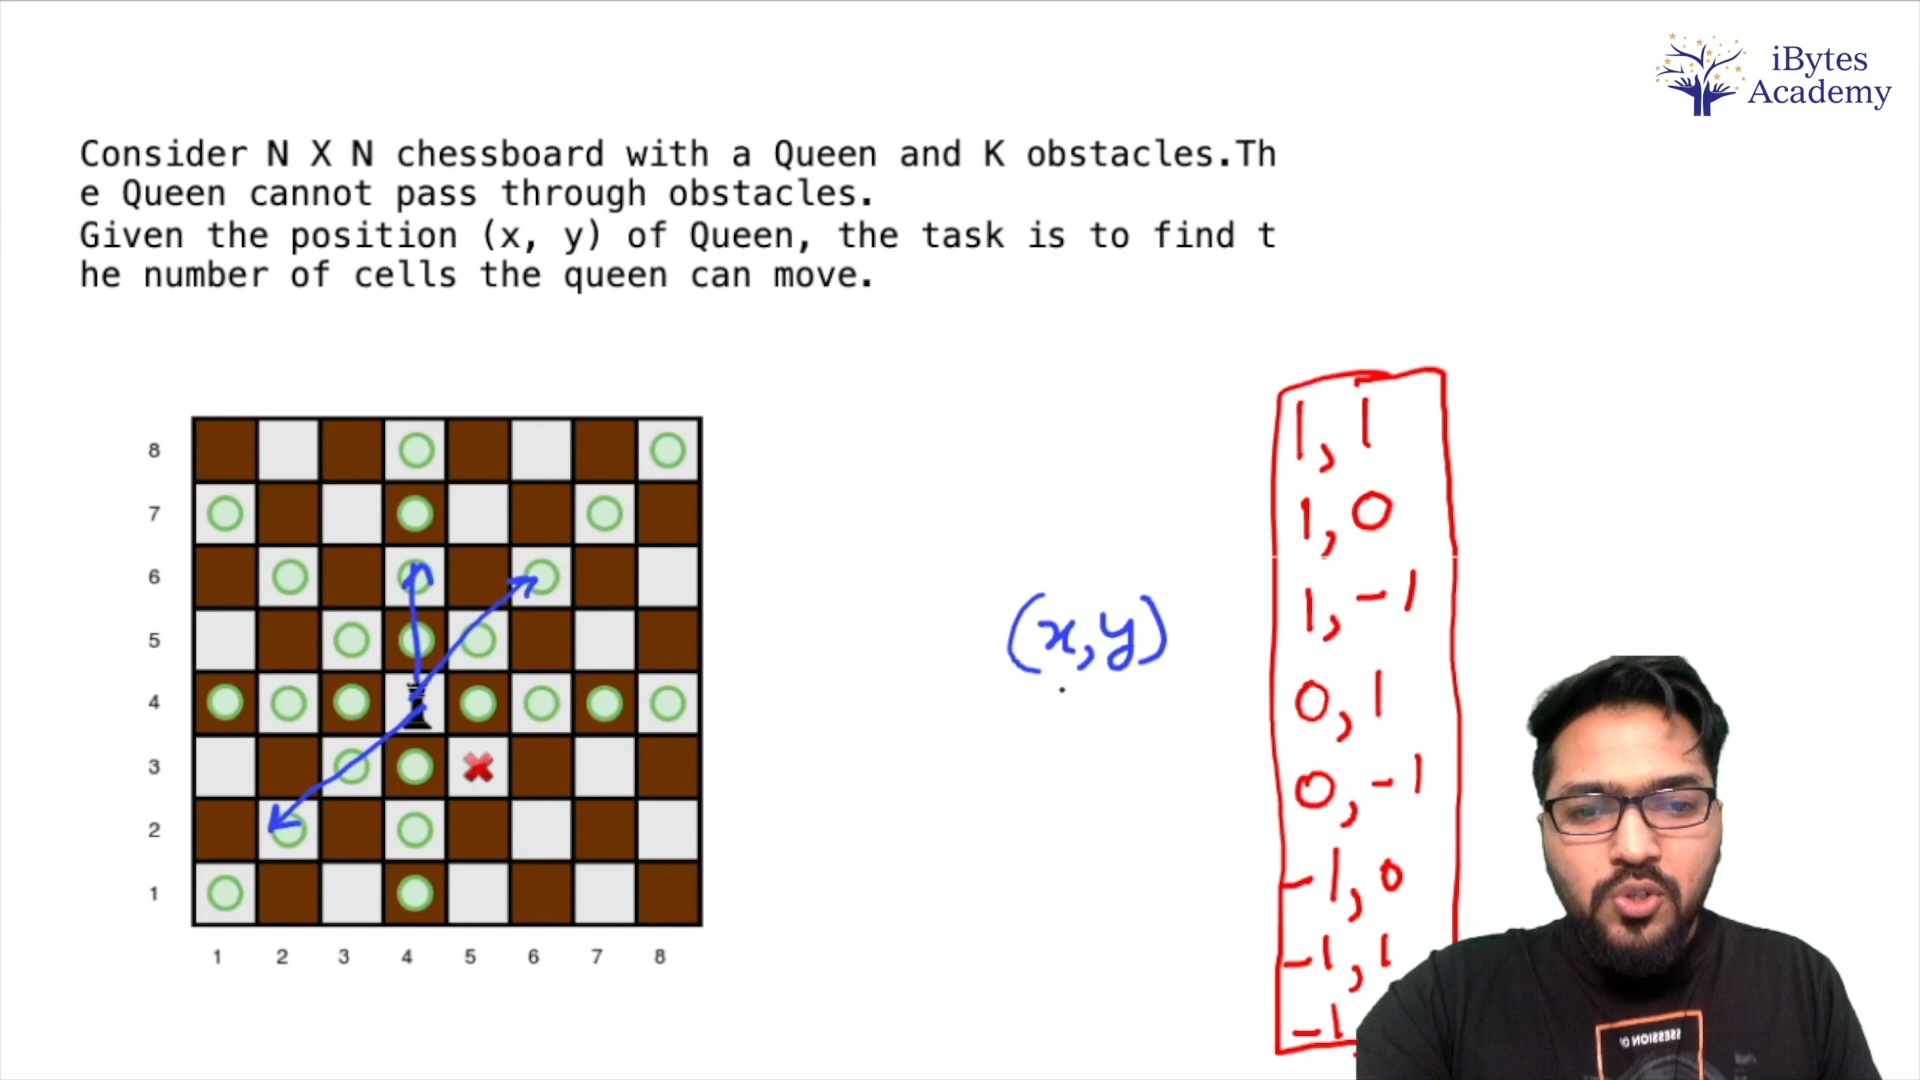 iBytes
Academy
Consider N X N chessboard with a Queen and K obstacles.Th
e Queen cannot pass through obstacles.
Given the position (x, y) of Queen, the task is to find t
he number of cells the queen can move.
8
7
6
5
4
3
2
1
1 2 3 4 5 6 7 8
(x,y)
1, 1
1, 0
1, -1
0, 1
0, -1
-1, 0
-1, 1
-1